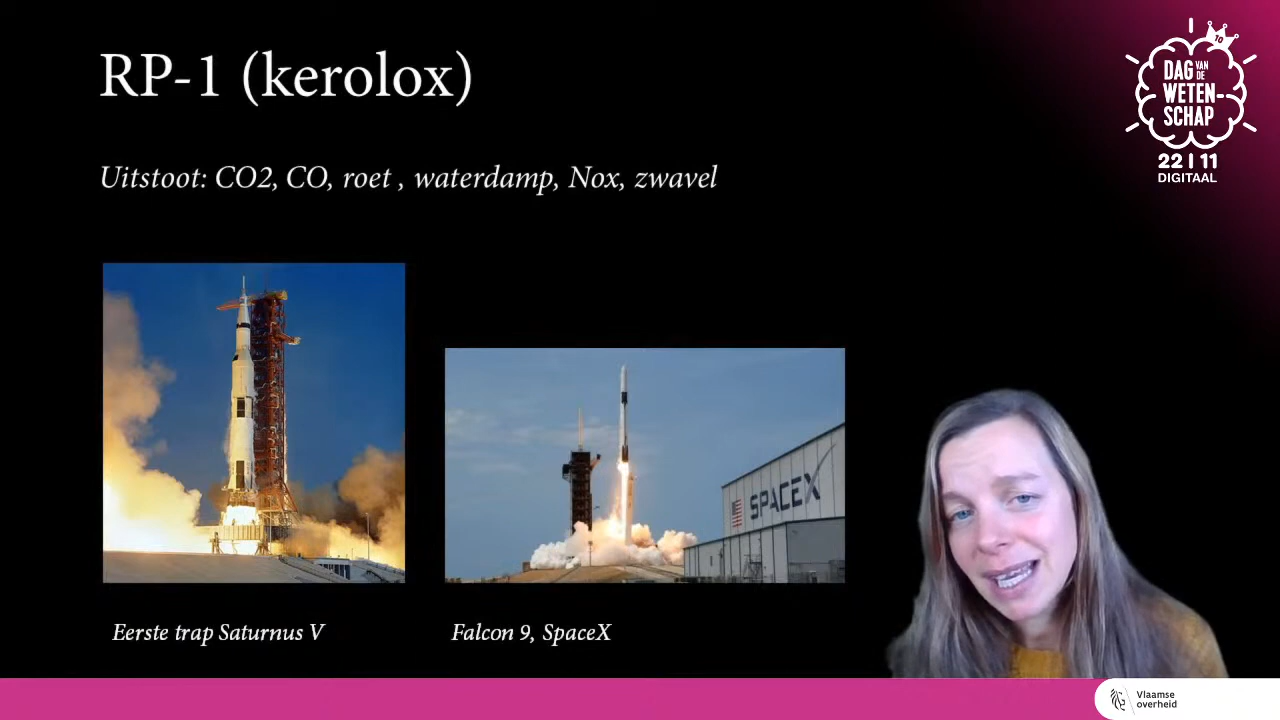 RP-1 (kerolox)
Uitstoot: CO2, CO, roet , waterdamp, Nox, zwavel
SPACEX
Eerste trap Saturnus V
Falcon 9, SpaceX
10
DAG VAN DE
WETEN-
SCHAP
22 | 11
DIGITAAL
Vlaamse
overheid